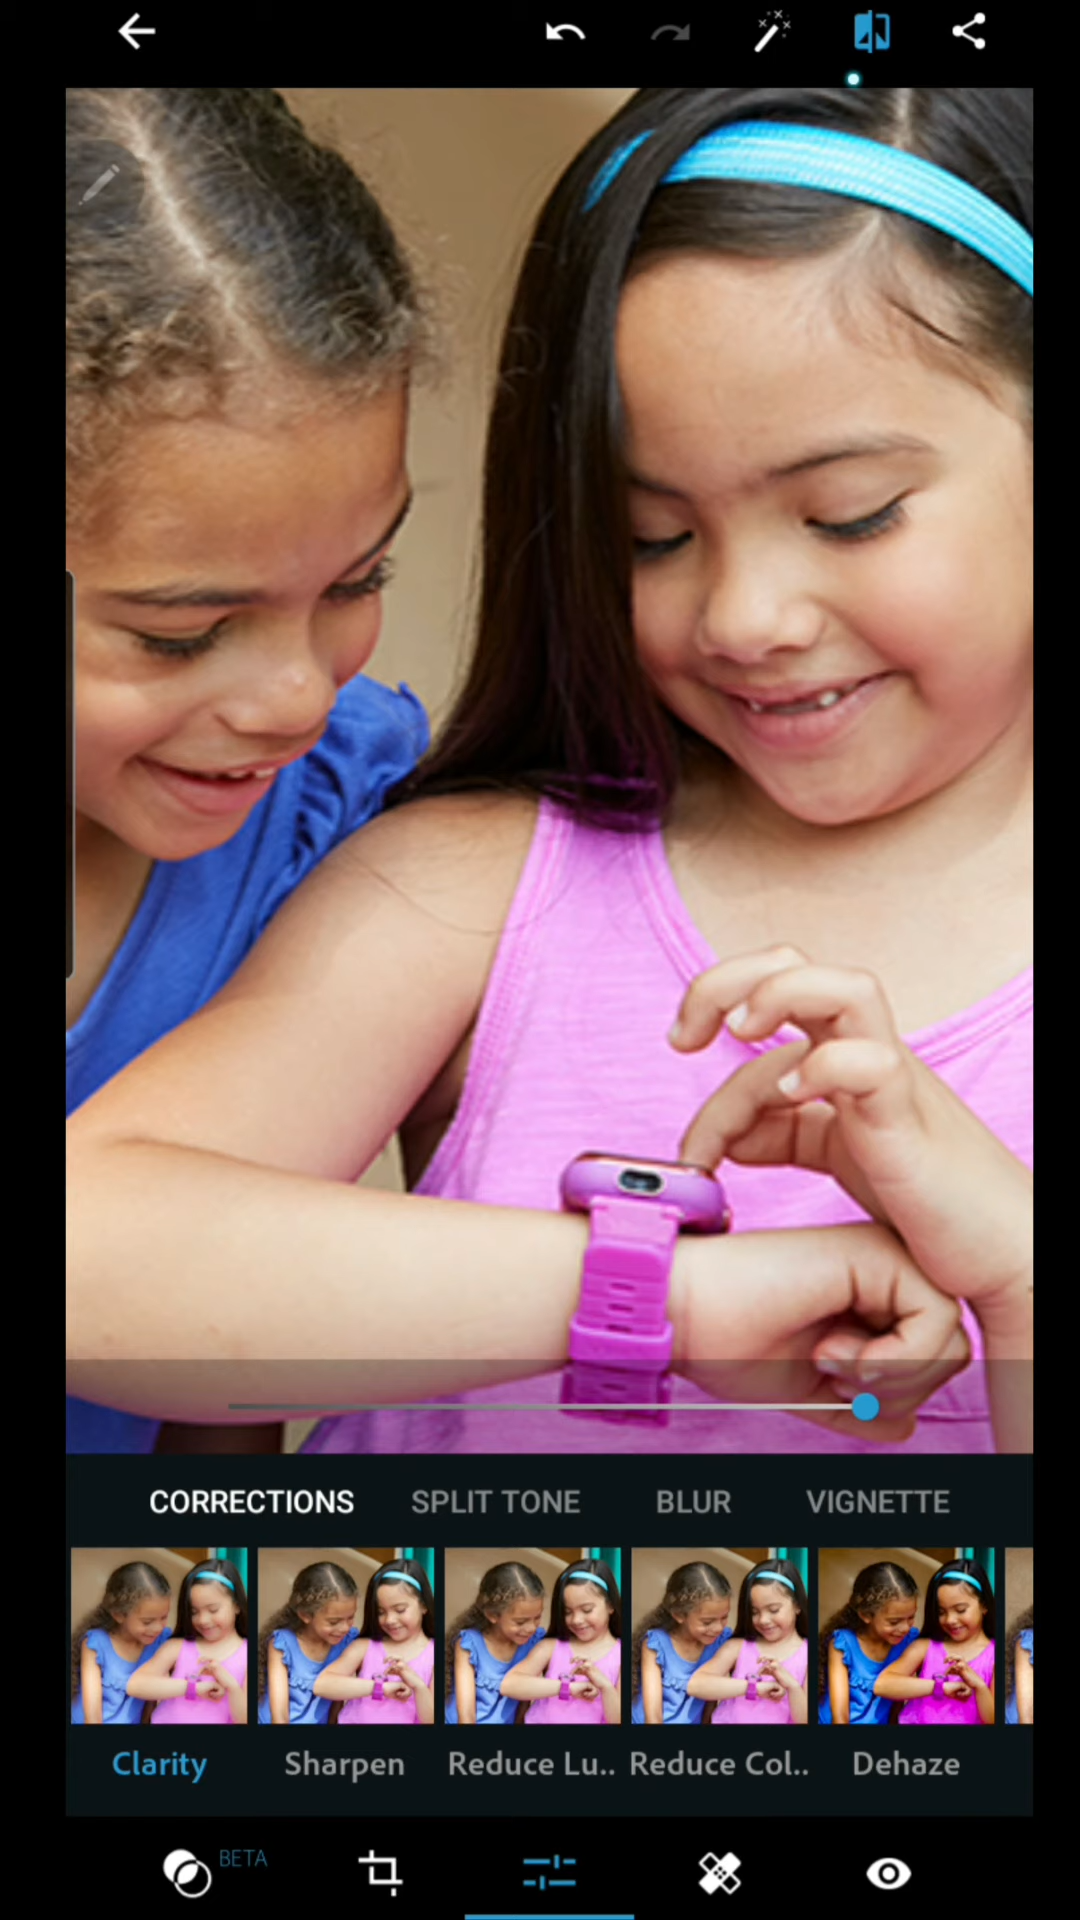 CORRECTIONS SPLIT TONE BLUR VIGNETTE
Clarity Sharpen Reduce Lu.. Reduce Col.. Dehaze
BETA